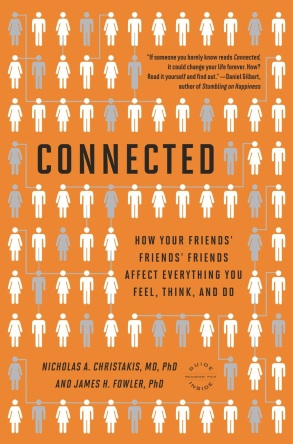 "If someone you barely know reads Connected,
it could change your life forever. How?
Read it yourself and find out." —Daniel Gilbert,
author of Stumbling on Happiness
CONNECTED
HOW YOUR FRIENDS'
FRIENDS' FRIENDS
AFFECT EVERYTHING YOU
FEEL, THINK, AND DO
NICHOLAS A. CHRISTAKIS, MD, PhD
AND JAMES H. FOWLER, PhD
GUIDE
INSIDE